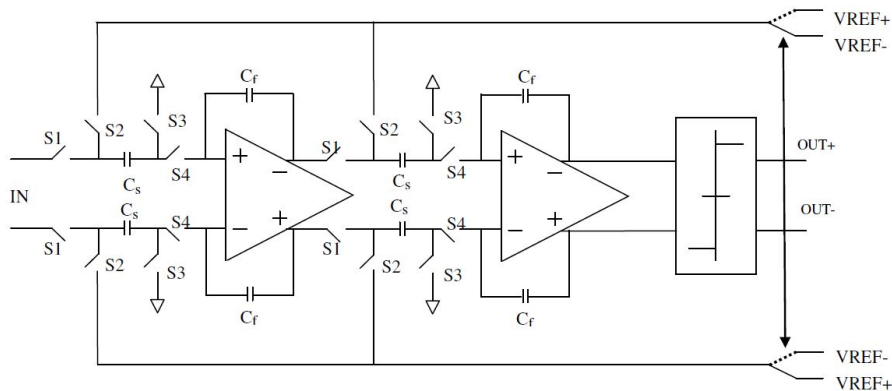 VREF+
VREF-
Cf Cf
S1 S2 S3 S1 S2 S3
+ − + −
OUT+
Cs S4 Cs S4
IN
Cs S4 Cs S4
OUT-
− + − +
S1 S2 S3 S1 S2 S3
Cf Cf
VREF-
VREF+